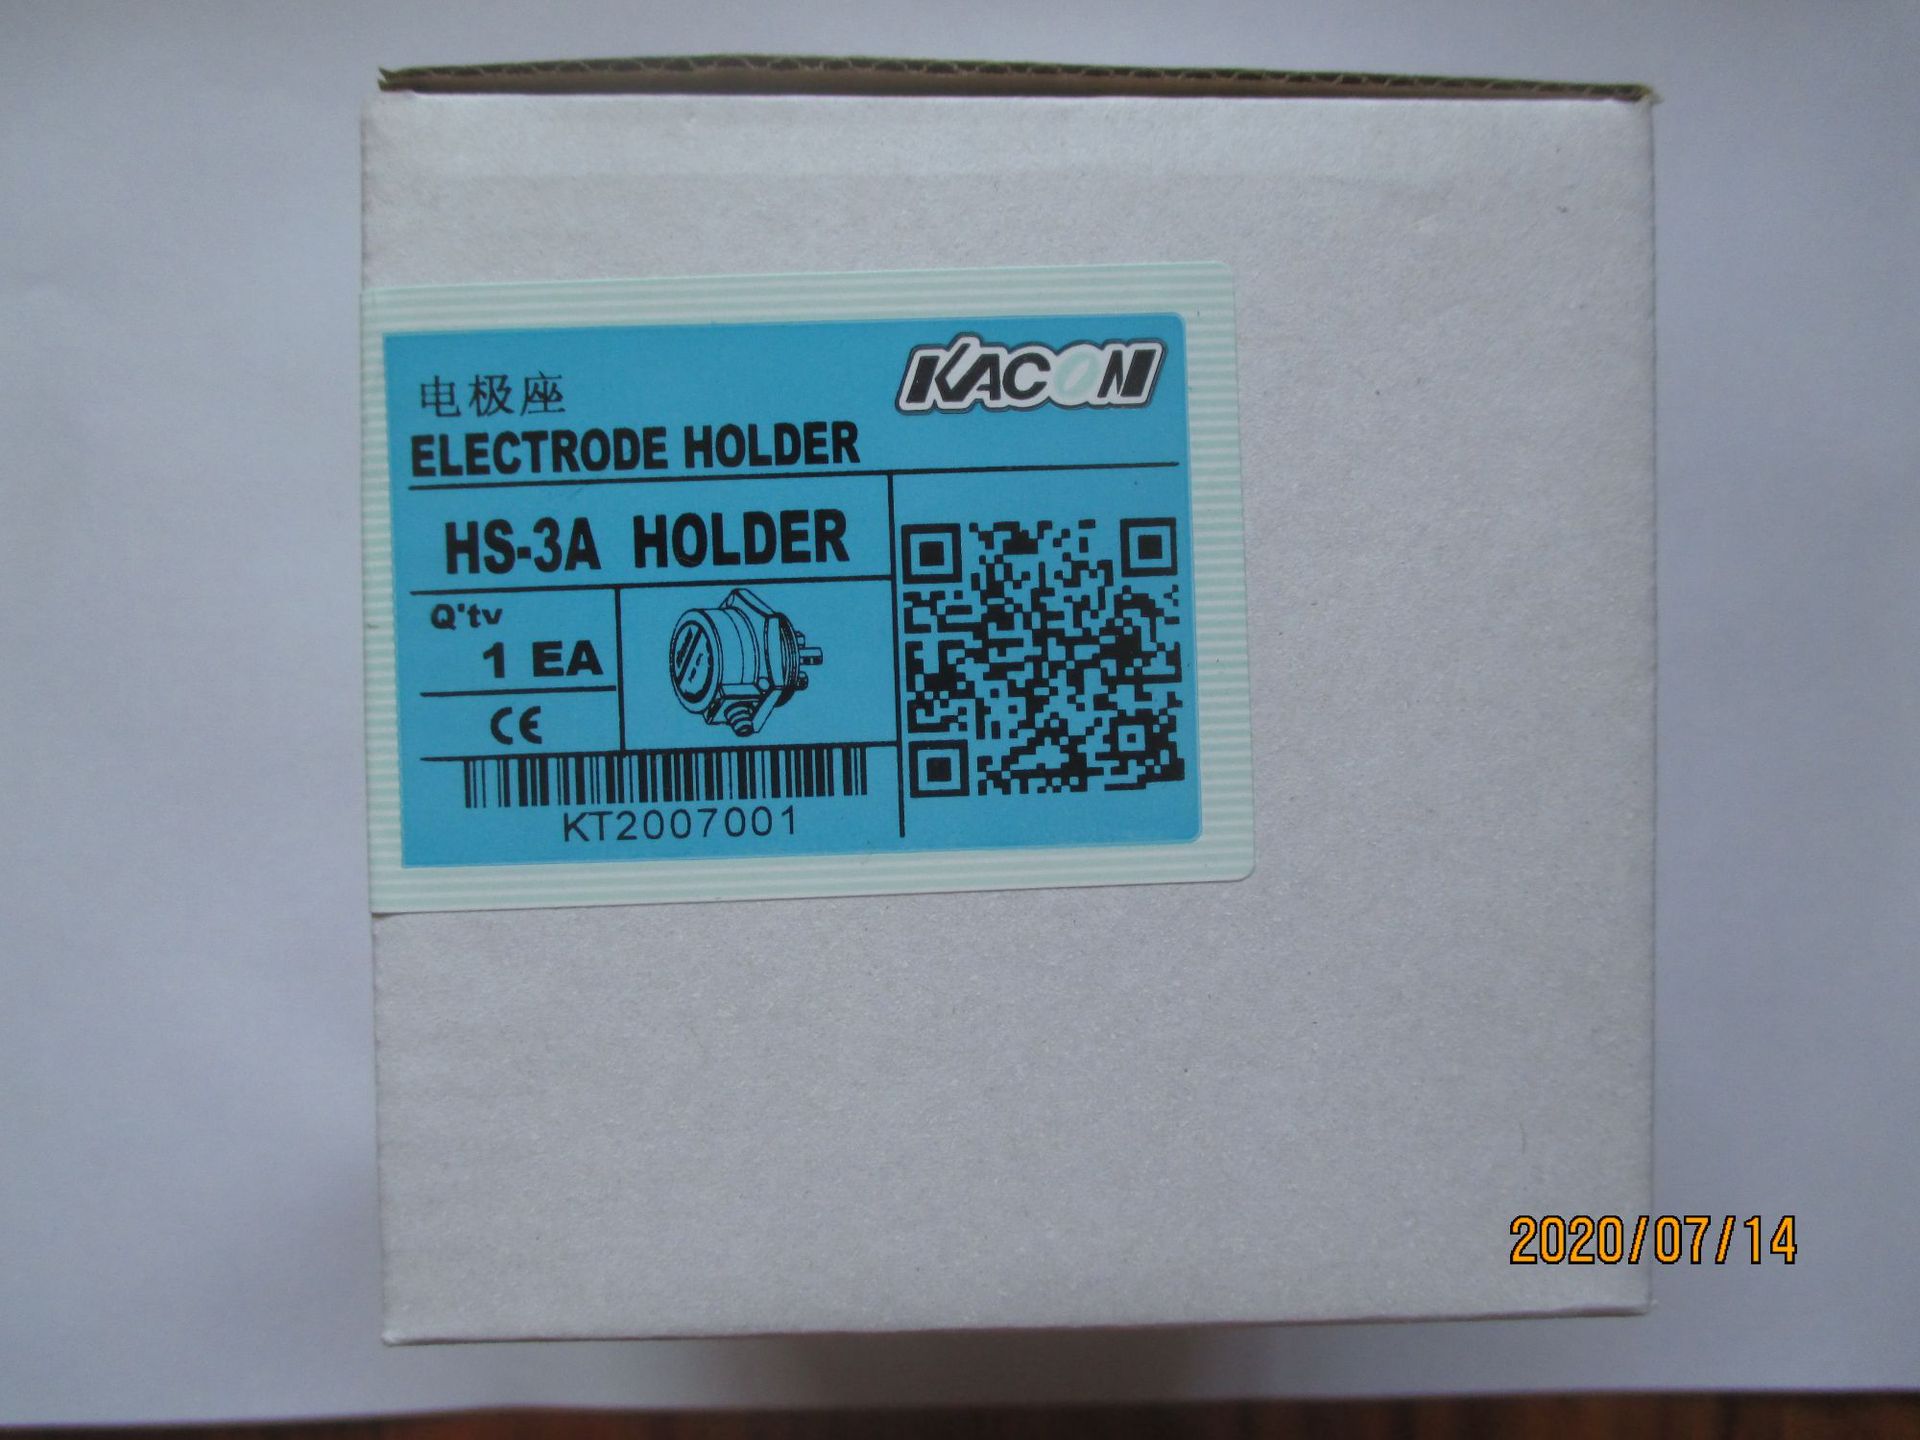 KACON
电极座
ELECTRODE HOLDER
HS-3A HOLDER
Q'ty
1 EA
CE
KT2007001
2020/07/14